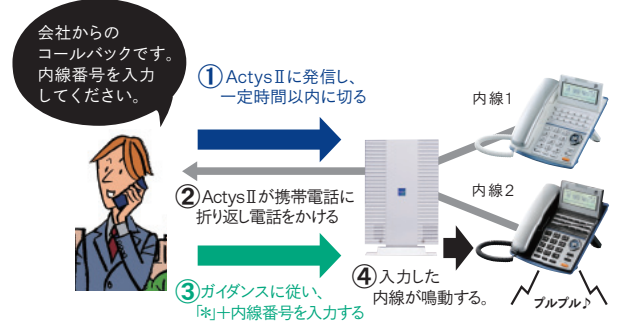 会社からの
コールバックです。
内線番号を入力
してください。
①ActysⅡに発信し、
一定時間以内に切る
内線1
②ActysⅡが携帯電話に
折り返し電話をかける
内線2
③ガイダンスに従い、
「*」+内線番号を入力する
④入力した
内線が鳴動する。
プルプル♪